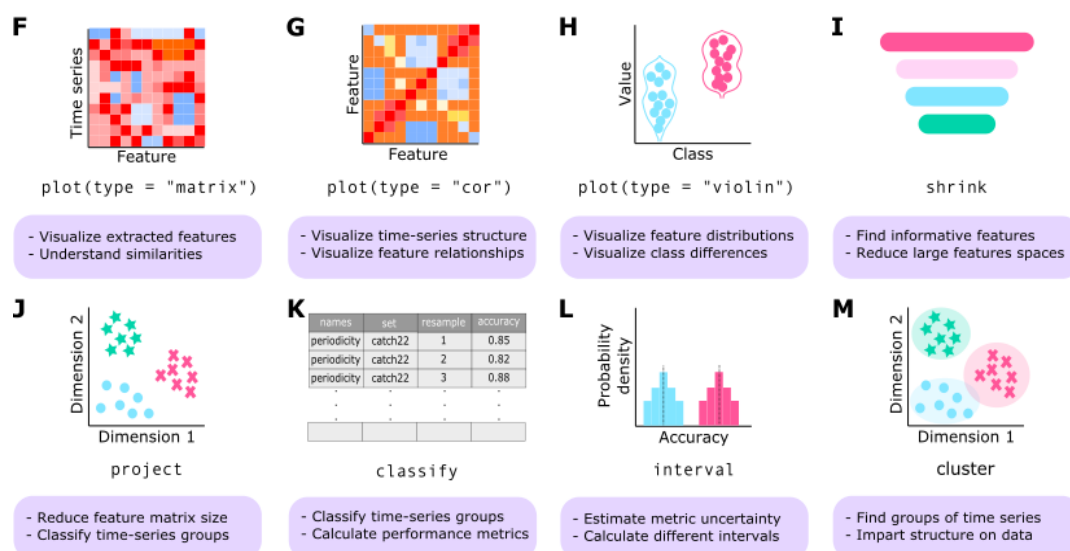 F
Time series
Feature
plot(type = "matrix")
- Visualize extracted features
- Understand similarities
G
Feature
Feature
plot(type = "cor")
- Visualize time-series structure
- Visualize feature relationships
H
Value
Class
plot(type = "violin")
- Visualize feature distributions
- Visualize class differences
I
shrink
- Find informative features
- Reduce large features spaces
J
Dimension 2
Dimension 1
project
- Reduce feature matrix size
- Classify time-series groups
K
names set resample accuracy
periodicity catch22 1 0.85
periodicity catch22 2 0.82
periodicity catch22 3 0.88
classify
- Classify time-series groups
- Calculate performance metrics
L
Probability
density
Accuracy
interval
- Estimate metric uncertainty
- Calculate different intervals
M
Dimension 2
Dimension 1
cluster
- Find groups of time series
- Impart structure on data